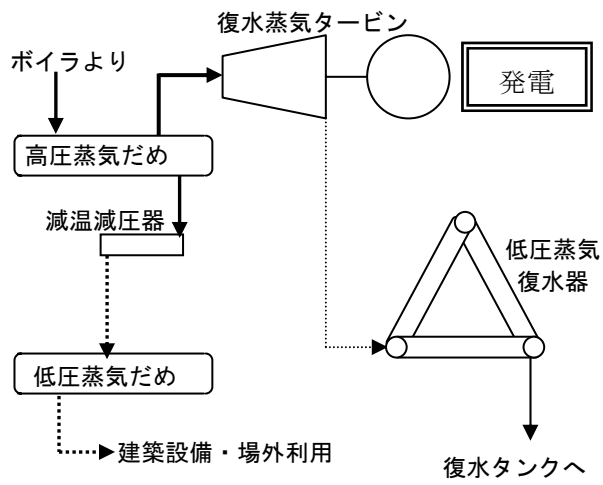 復水蒸気タービン
ボイラより
発電
高圧蒸気だめ
減温減圧器
低圧蒸気
復水器
低圧蒸気だめ
建築設備・場外利用
復水タンクへ